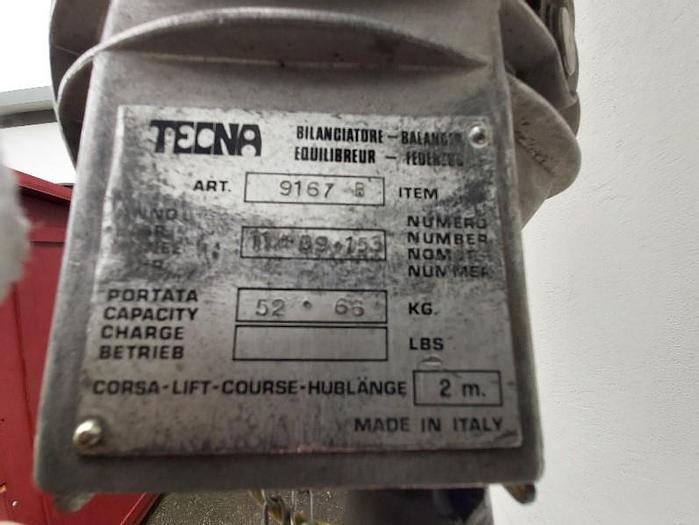 TECNA
BILANCIATORE - BALANCER
EQUILIBREUR - FEDERZUG
ART. 9167 R ITEM
NUMERO
NUMBER
NUMMER
PORTATA
CAPACITY
CHARGE
BETRIEB
52 • 66 KG.
LBS
CORSA-LIFT-COURSE-HUBLÄNGE 2 m.
MADE IN ITALY